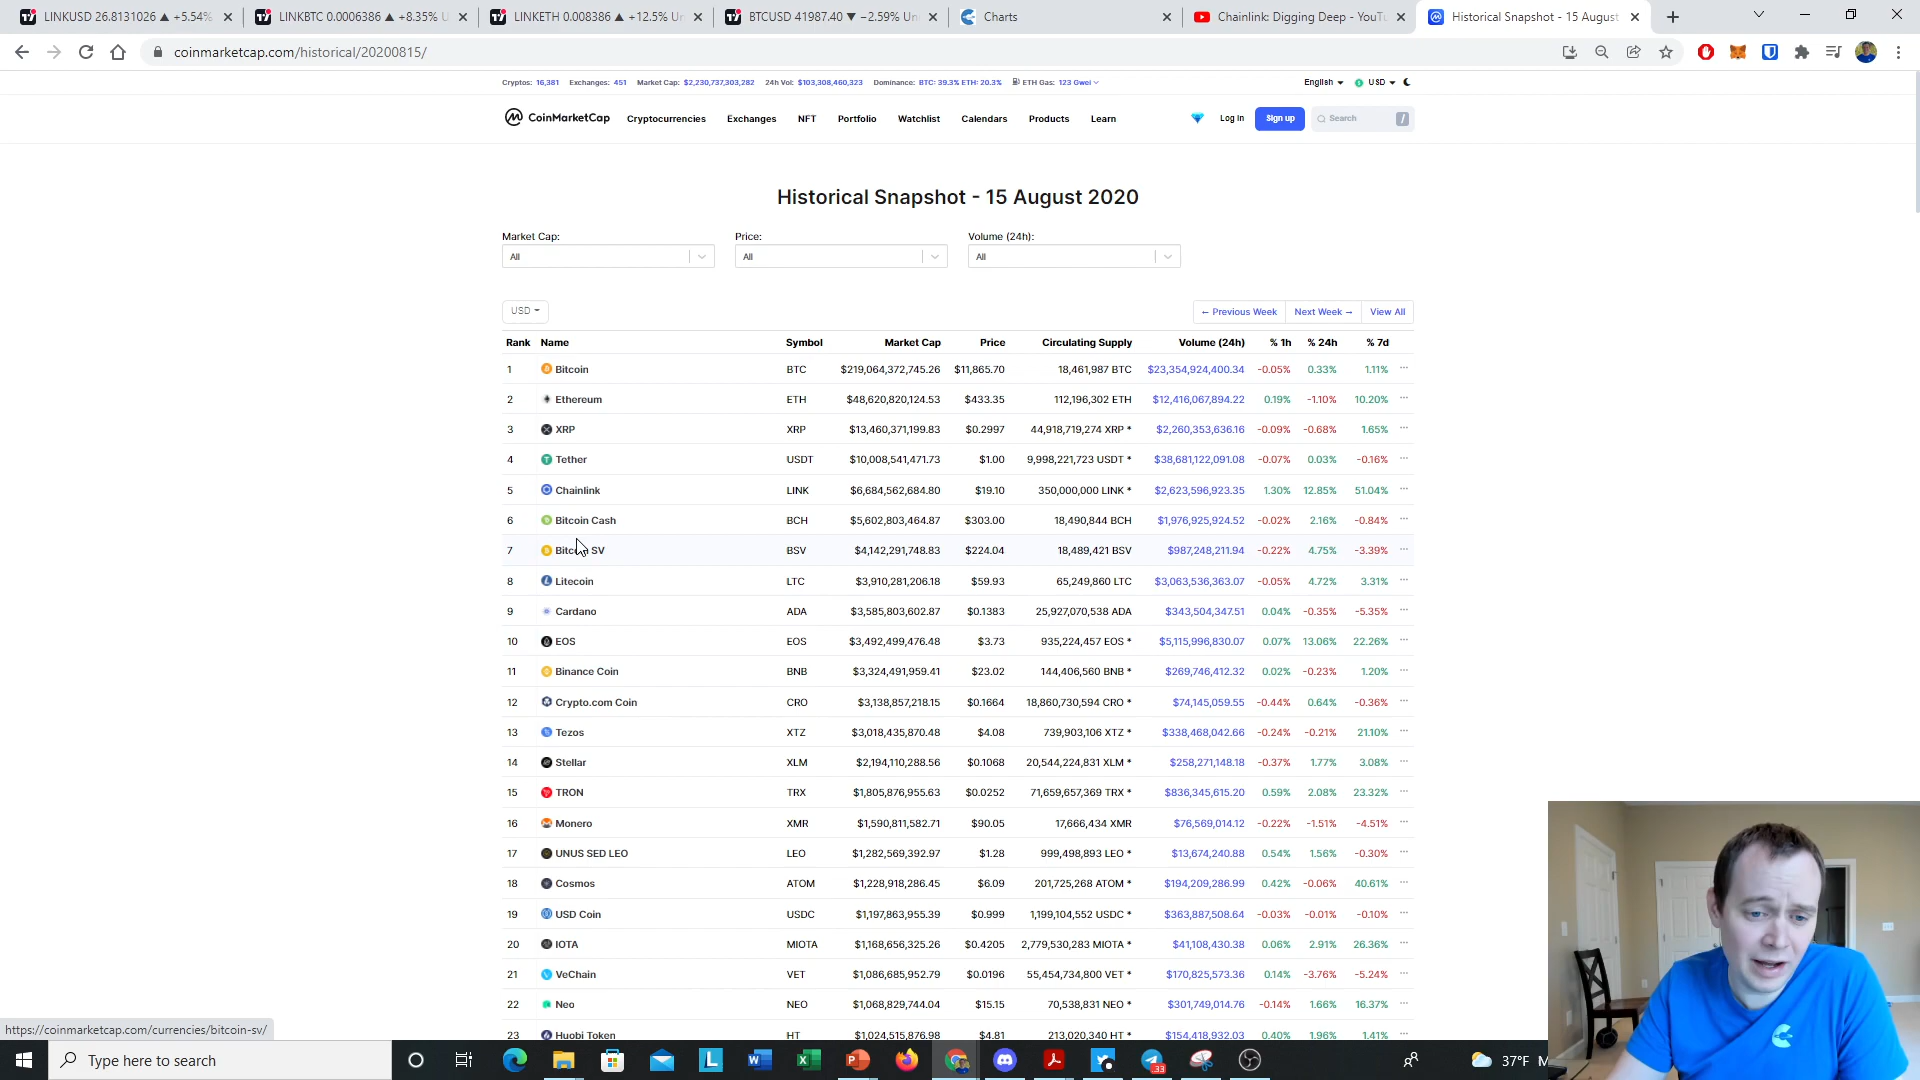 LINKUSD 26.8131026 ▲ +5.54%
LINKBTC 0.0006386 ▲ +8.35% U
LINKETH 0.008386 ▲ +12.5% Un
BTCUSD 41987.40 ▼ −2.59% Un
Charts
Chainlink: Digging Deep - YouTu
Historical Snapshot - 15 August
coinmarketcap.com/historical/20200815/
Cryptos: 16,381 Exchanges: 451 Market Cap: $2,230,737,303,282 24h Vol: $103,308,460,323 Dominance: BTC: 39.3% ETH: 20.3% ETH Gas: 123 Gwei
English USD
CoinMarketCap Cryptocurrencies Exchanges NFT Portfolio Watchlist Calendars Products Learn Log In Sign up Search /
Historical Snapshot - 15 August 2020
Market Cap: Price: Volume (24h):
All All All
USD ← Previous Week Next Week → View All
Rank Name Symbol Market Cap Price Circulating Supply Volume (24h) % 1h % 24h % 7d
1 Bitcoin BTC $219,064,372,745.26 $11,865.70 18,461,987 BTC $23,354,924,400.34 -0.05% 0.33% 1.11% ...
2 Ethereum ETH $48,620,820,124.53 $433.35 112,196,302 ETH $12,416,067,894.22 0.19% -1.10% 10.20% ...
3 XRP XRP $13,460,371,199.83 $0.2997 44,918,719,274 XRP * $2,260,353,636.16 -0.09% -0.68% 1.65% ...
4 Tether USDT $10,008,541,471.73 $1.00 9,998,221,723 USDT * $38,681,122,091.08 -0.07% 0.03% -0.16% ...
5 Chainlink LINK $6,684,562,684.80 $19.10 350,000,000 LINK * $2,623,596,923.35 1.30% 12.85% 51.04% ...
6 Bitcoin Cash BCH $5,602,803,464.87 $303.00 18,490,844 BCH $1,976,925,924.52 -0.02% 2.16% -0.84% ...
7 Bitcoin SV BSV $4,142,291,748.83 $224.04 18,489,421 BSV $987,248,211.94 -0.22% 4.75% -3.39% ...
8 Litecoin LTC $3,910,281,206.18 $59.93 65,249,860 LTC $3,063,536,363.07 -0.05% 4.72% 3.31% ...
9 Cardano ADA $3,585,803,602.87 $0.1383 25,927,070,538 ADA $343,504,347.51 0.04% -0.35% -5.35% ...
10 EOS EOS $3,492,499,476.48 $3.73 935,224,457 EOS * $5,115,996,830.07 0.07% 13.06% 22.26% ...
11 Binance Coin BNB $3,324,491,959.41 $23.02 144,406,560 BNB * $269,746,412.32 0.02% -0.23% 1.20% ...
12 Crypto.com Coin CRO $3,138,857,218.15 $0.1664 18,860,730,594 CRO * $74,145,059.55 -0.44% 0.64% -0.36% ...
13 Tezos XTZ $3,018,435,870.48 $4.08 739,903,106 XTZ * $338,468,042.66 -0.24% -0.21% 21.10% ...
14 Stellar XLM $2,194,110,288.56 $0.1068 20,544,224,831 XLM * $258,271,148.18 -0.37% 1.77% 3.08% ...
15 TRON TRX $1,805,876,955.63 $0.0252 71,659,657,369 TRX * $836,345,615.20 0.59% 2.08% 23.32% ...
16 Monero XMR $1,590,811,582.71 $90.05 17,666,434 XMR $76,569,014.12 -0.22% -1.51% -4.51% ...
17 UNUS SED LEO LEO $1,282,569,392.97 $1.28 999,498,893 LEO * $13,674,240.88 0.54% 1.56% -0.30% ...
18 Cosmos ATOM $1,228,918,286.45 $6.09 201,725,268 ATOM * $194,209,286.99 0.42% -0.06% 40.61% ...
19 USD Coin USDC $1,197,863,955.39 $0.999 1,199,104,552 USDC * $363,887,508.64 -0.03% -0.01% -0.10% ...
20 IOTA MIOTA $1,168,656,325.26 $0.4205 2,779,530,283 MIOTA * $41,108,430.38 0.06% 2.91% 26.36% ...
21 VeChain VET $1,086,685,952.79 $0.0196 55,454,734,800 VET * $170,825,573.36 0.14% -3.76% -5.24% ...
22 Neo NEO $1,068,829,744.04 $15.15 70,538,831 NEO * $301,749,014.76 -0.14% 1.66% 16.37% ...
23 Huobi Token HT $1,024,515,876.98 $4.81 213,020,340 HT * $154,418,932.03 0.40% 1.96% 1.41% ...
https://coinmarketcap.com/currencies/bitcoin-sv/
Type here to search
33
37°F M